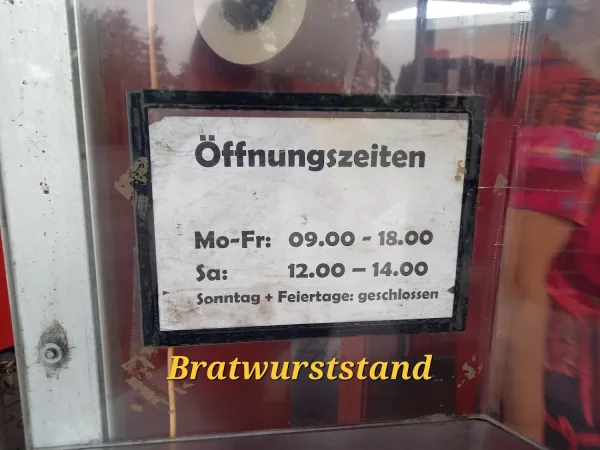 Öffnungszeiten
Mo-Fr: 09.00 - 18.00
Sa: 12.00 – 14.00
Sonntag + Feiertage: geschlossen
Bratwurststand